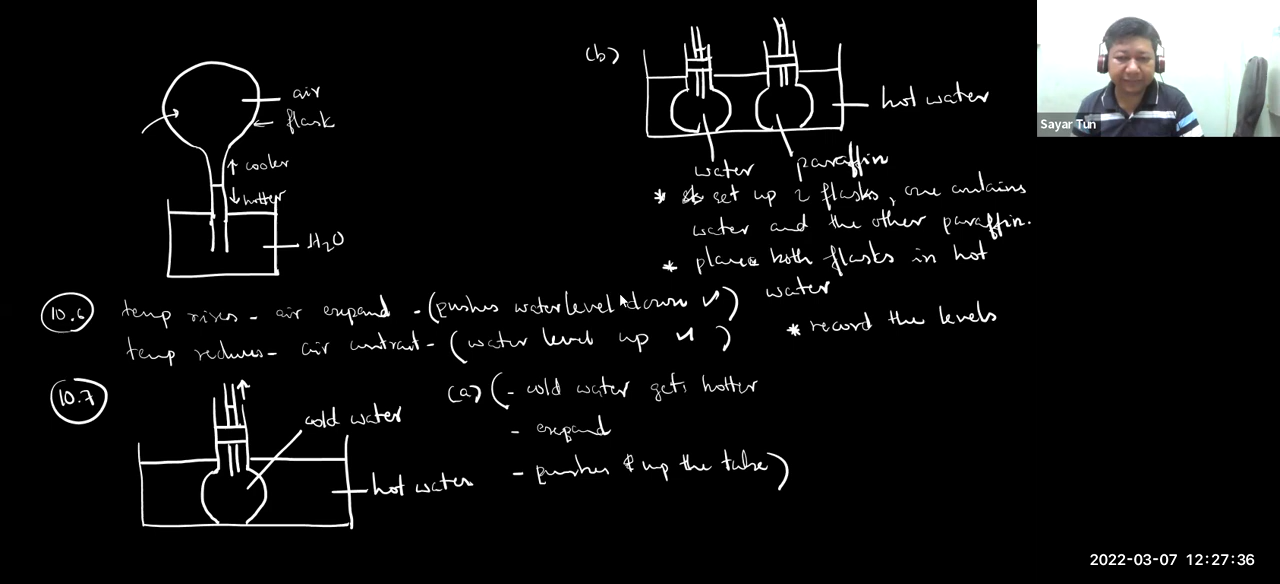 air
flask
↑ cooler
↓ hotter
H2O
(b)
hot water
water
paraffin
* set up 2 flasks, one contains
water and the other paraffin.
* place both flasks in hot
water
* record the levels
10.6 temp rises - air expand - (pushes water level down ✓)
temp reduces - air contract - (water level up ✓)
10.7
cold water
hot water
(a) (- cold water gets hotter
- expand
- pushes up the tube)
Sayar Tun
2022-03-07 12:27:36